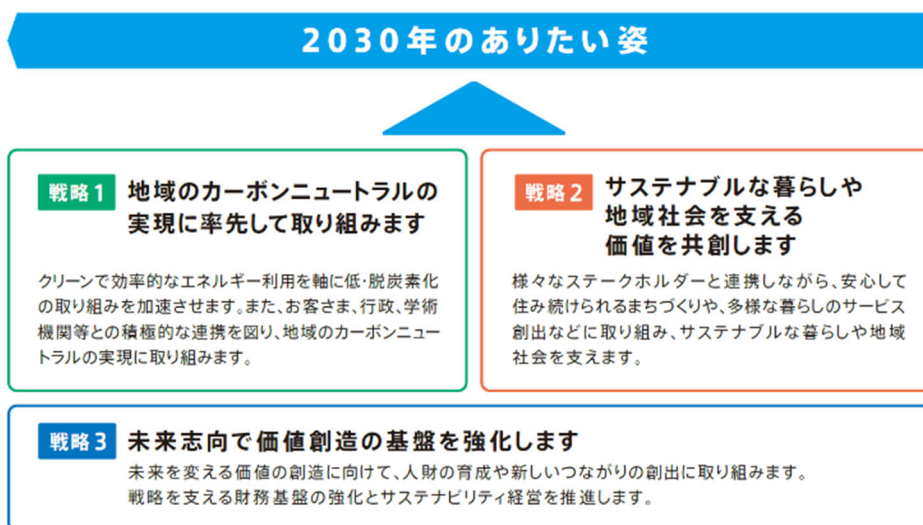 2030年のありたい姿
戦略1
地域のカーボンニュートラルの
実現に率先して取り組みます
クリーンで効率的なエネルギー利用を軸に低・脱炭素化
の取り組みを加速させます。また、お客さま、行政、学術
機関等との積極的な連携を図り、地域のカーボンニュー
トラルの実現に取り組みます。
戦略2
サステナブルな暮らしや
地域社会を支える
価値を共創します
様々なステークホルダーと連携しながら、安心して
住み続けられるまちづくりや、多様な暮らしのサービス
創出などに取り組み、サステナブルな暮らしや地域
社会を支えます。
戦略3
未来志向で価値創造の基盤を強化します
未来を変える価値の創造に向けて、人財の育成や新しいつながりの創出に取り組みます。
戦略を支える財務基盤の強化とサステナビリティ経営を推進します。